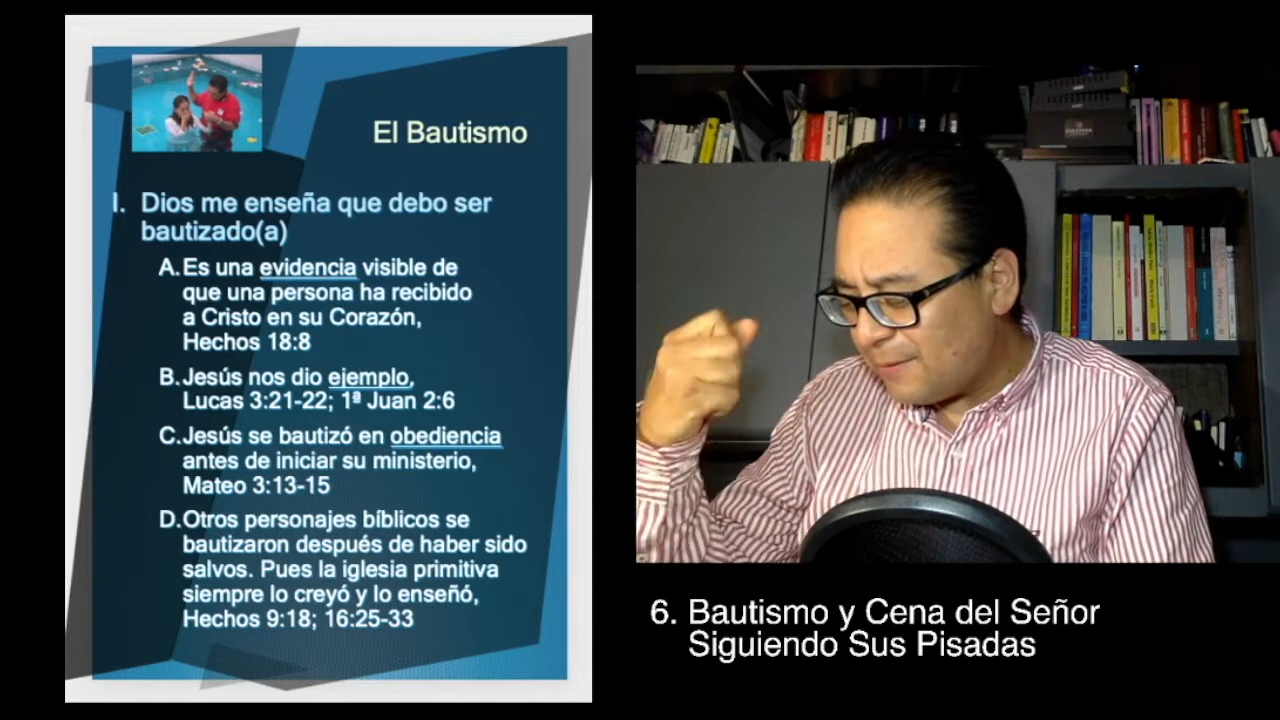 El Bautismo
I. Dios me enseña que debo ser
bautizado(a)
A. Es una evidencia visible de
que una persona ha recibido
a Cristo en su Corazón,
Hechos 18:8
B. Jesús nos dio ejemplo,
Lucas 3:21-22; 1ª Juan 2:6
C. Jesús se bautizó en obediencia
antes de iniciar su ministerio,
Mateo 3:13-15
D. Otros personajes bíblicos se
bautizaron después de haber sido
salvos. Pues la iglesia primitiva
siempre lo creyó y lo enseñó,
Hechos 9:18; 16:25-33
6. Bautismo y Cena del Señor
Siguiendo Sus Pisadas